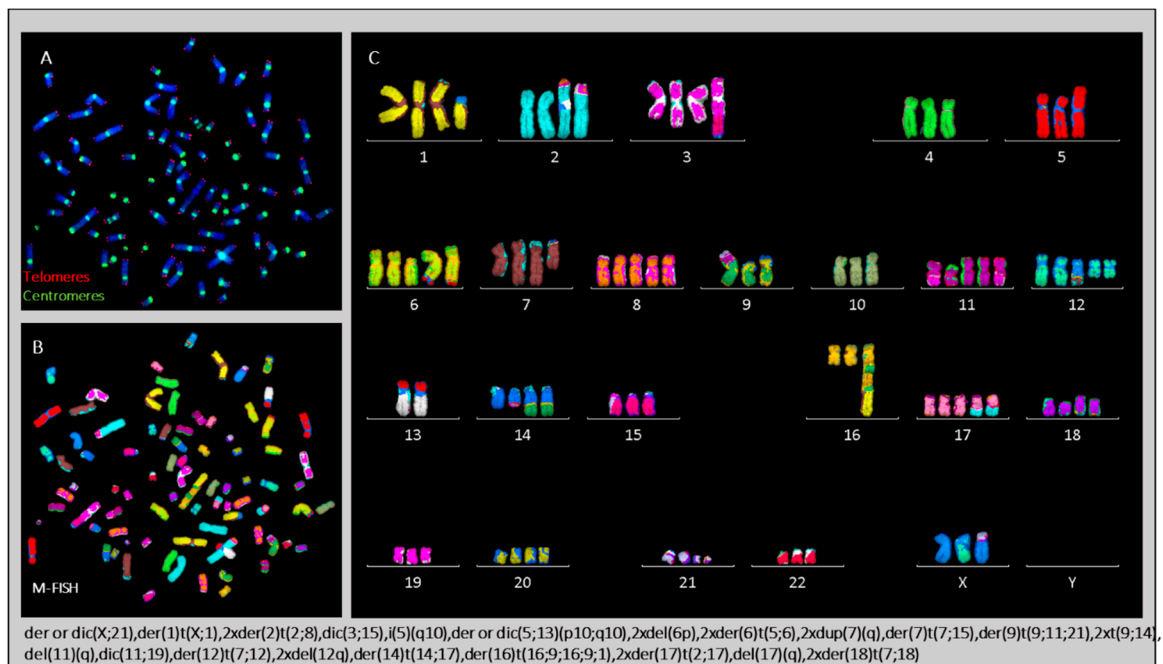 A
C
1
2
3
4
5
Telomeres
Centromeres
6
7
8
9
10
11
12
B
13
14
15
16
17
18
M-FISH
19
20
21
22
X
Y
der or dic(X;21),der(1)t(X;1),2xder(2)t(2;8),dic(3;15),i(5)(q10),der or dic(5;13)(p10;q10),2xdel(6p),2xder(6)t(5;6),2xdup(7)(q),der(7)t(7;15),der(9)t(9;11;21),2xt(9;14),
del(11)(q),dic(11;19),der(12)t(7;12),2xdel(12q),der(14)t(14;17),der(16)t(16;9;16;9;1),2xder(17)t(2;17),del(17)(q),2xder(18)t(7;18)